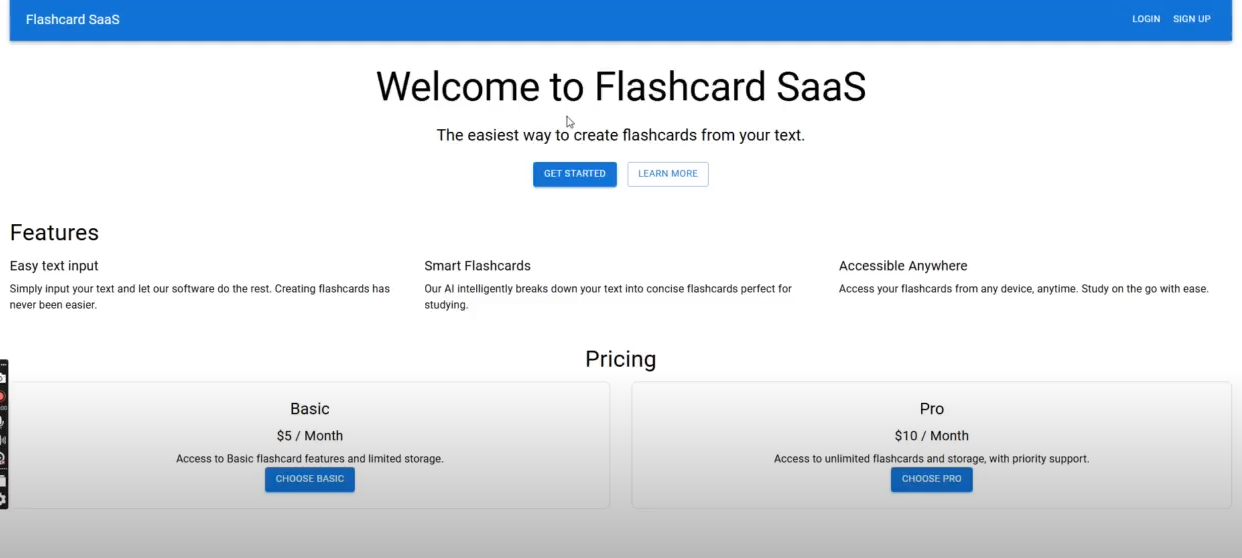 Flashcard SaaS LOGIN SIGN UP
Welcome to Flashcard SaaS
The easiest way to create flashcards from your text.
GET STARTED LEARN MORE
Features
Easy text input
Simply input your text and let our software do the rest. Creating flashcards has
never been easier.
Smart Flashcards
Our AI intelligently breaks down your text into concise flashcards perfect for
studying.
Accessible Anywhere
Access your flashcards from any device, anytime. Study on the go with ease.
Pricing
Basic
$5 / Month
Access to Basic flashcard features and limited storage.
CHOOSE BASIC
Pro
$10 / Month
Access to unlimited flashcards and storage, with priority support.
CHOOSE PRO